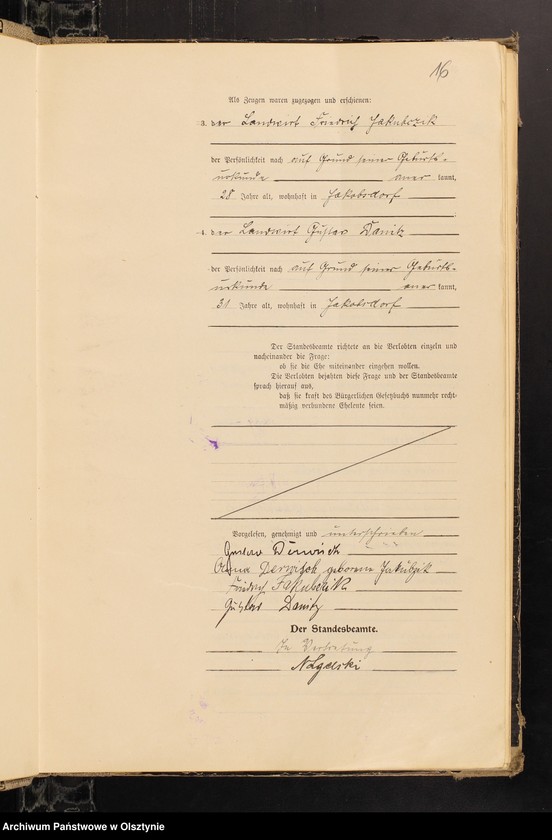 16
Als Zeugen waren zugezogen und erschienen:
3. der Landwirt Friedrich Jakubczik
der Persönlichkeit nach auf Grund seiner Geburts-
urkunde aner kannt,
28 Jahre alt, wohnhaft in Jakobsdorf
4. der Landwirt Gustav Danitz
der Persönlichkeit nach auf Grund seiner Geburts-
urkunde aner kannt,
31 Jahre alt, wohnhaft in Jakobsdorf
Der Standesbeamte richtete an die Verlobten einzeln und
nacheinander die Frage:
ob sie die Ehe miteinander eingehen wollen.
Die Verlobten bejahten diese Frage und der Standesbeamte
sprach hierauf aus,
daß sie kraft des Bürgerlichen Gesetzbuchs nunmehr recht-
mäßig verbundene Eheleute seien.
Vorgelesen, genehmigt und unterschrieben
Gustav
geborene
Friedrich Jakubczik
Gustav Danitz
Der Standesbeamte.
In Vertretung
Archiwum Państwowe w Olsztynie